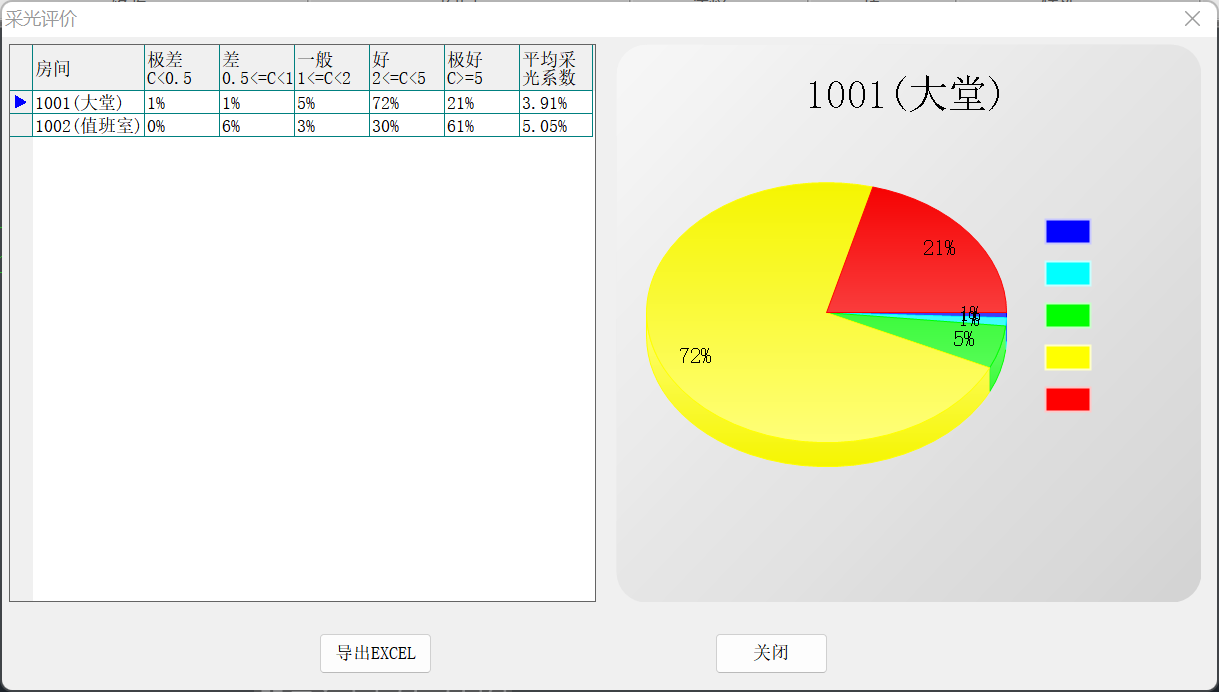 采光评价
房间 极差 差 一般 好 极好 平均采
C<0.5 0.5<=C<1 1<=C<2 2<=C<5 C>=5 光系数
1001(大堂) 1% 1% 5% 72% 21% 3.91%
1002(值班室) 0% 6% 3% 30% 61% 5.05%
1001(大堂)
21%
1%
1%
5%
72%
导出EXCEL
关闭